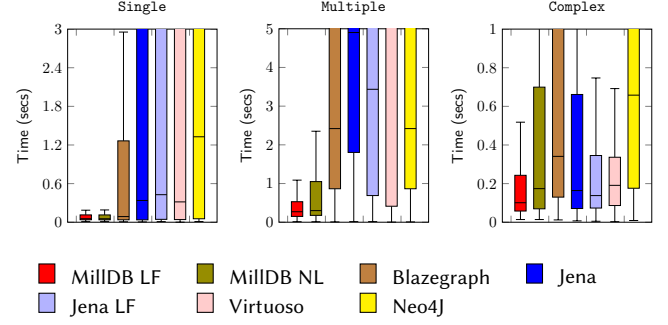 Single
Multiple
Complex
Time (secs)
3
2.4
1.8
1.2
0.6
0
Time (secs)
5
4
3
2
1
0
Time (secs)
1
0.8
0.6
0.4
0.2
0
MillDB LF
MillDB NL
Blazegraph
Jena
Jena LF
Virtuoso
Neo4J